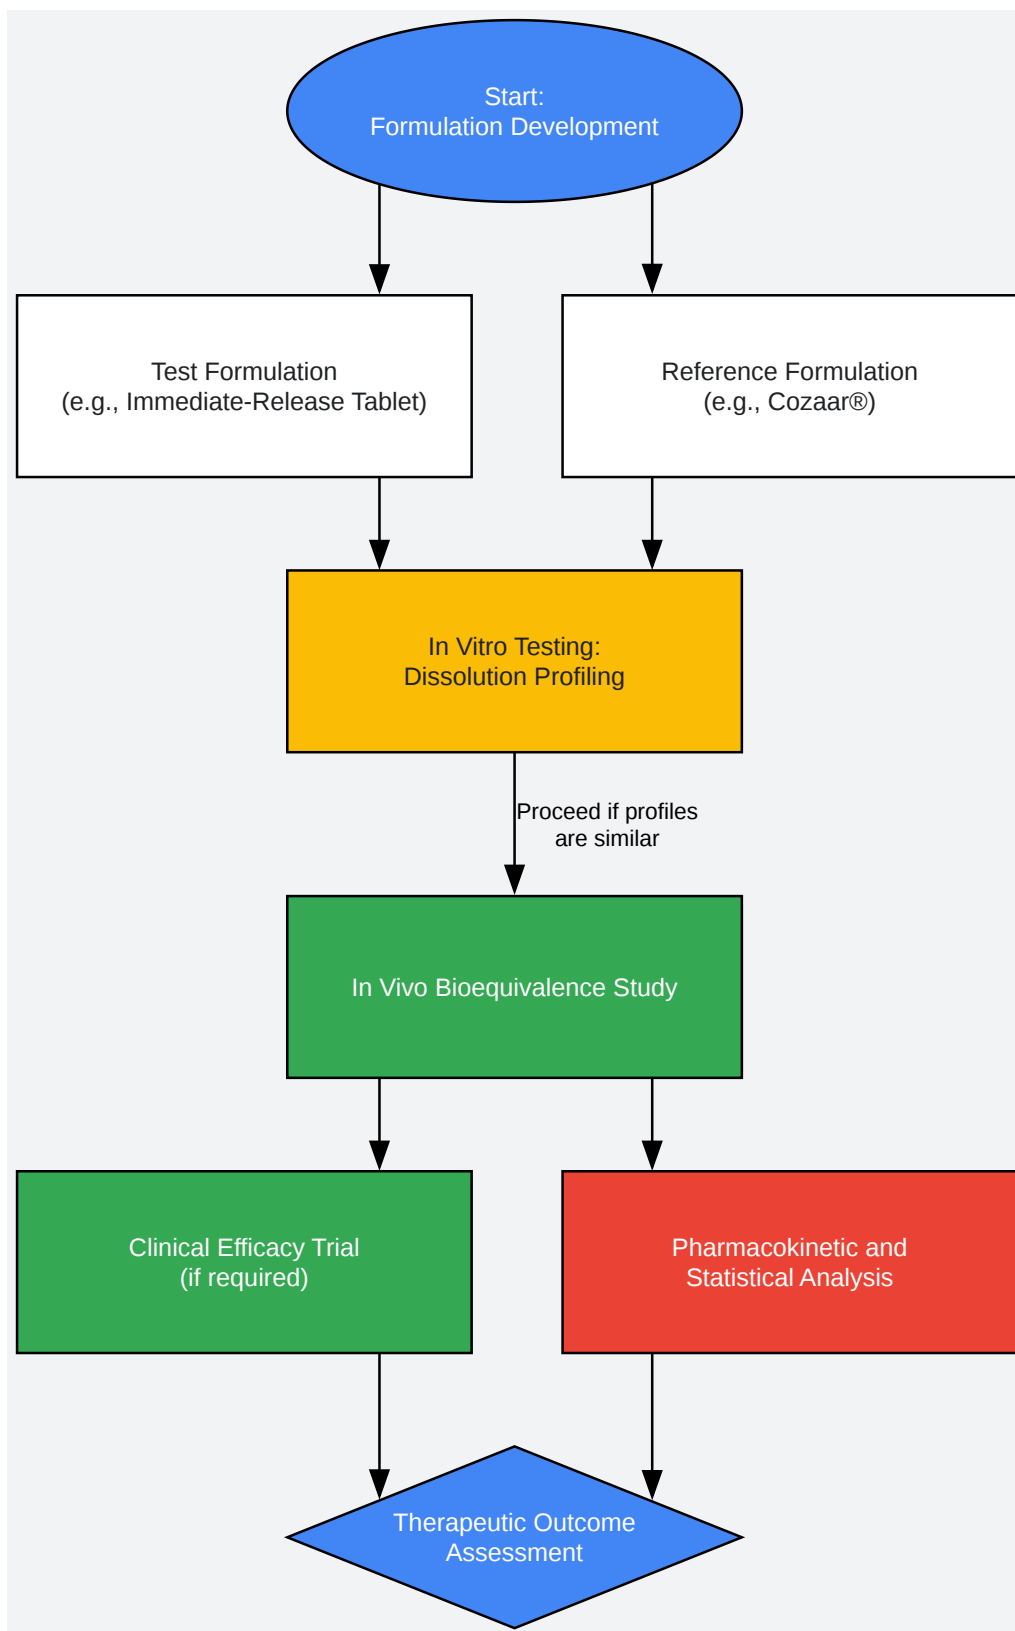 Start:
Formulation Development
Test Formulation
(e.g., Immediate-Release Tablet)
Reference Formulation
(e.g., Cozaar®)
In Vitro Testing:
Dissolution Profiling
Proceed if profiles
are similar
In Vivo Bioequivalence Study
Clinical Efficacy Trial
(if required)
Pharmacokinetic and
Statistical Analysis
Therapeutic Outcome
Assessment